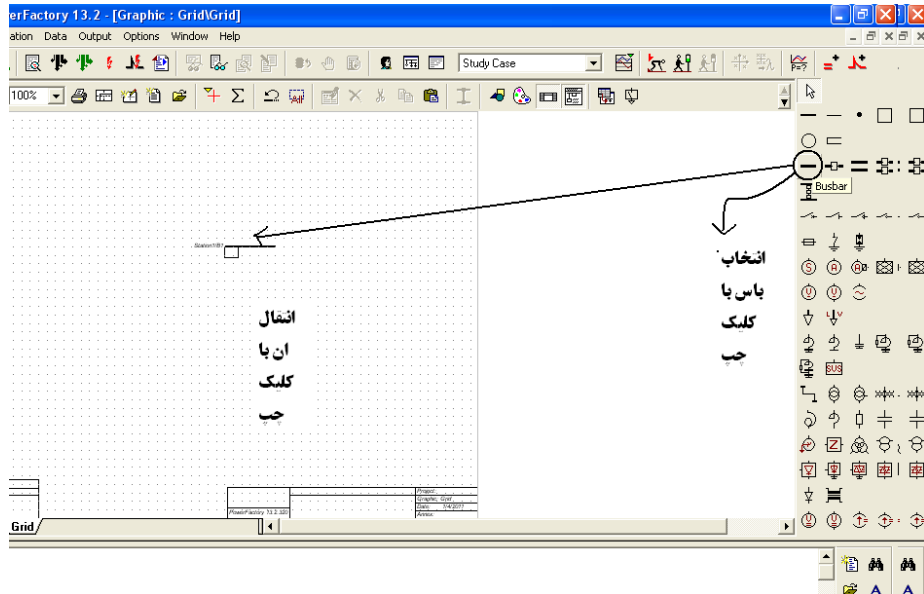 erFactory 13.2 - [Graphic : Grid\Grid]
ation Data Output Options Window Help
Study Case
100%
Busbar
Station1/B1
انتخاب
باس با
کلیک
چپ
انتقال
ان با
کلیک
چپ
SVS
Project:
Graphic: Grid
PowerFactory 13.2.
Date: 7/4/2011
Annex:
Grid